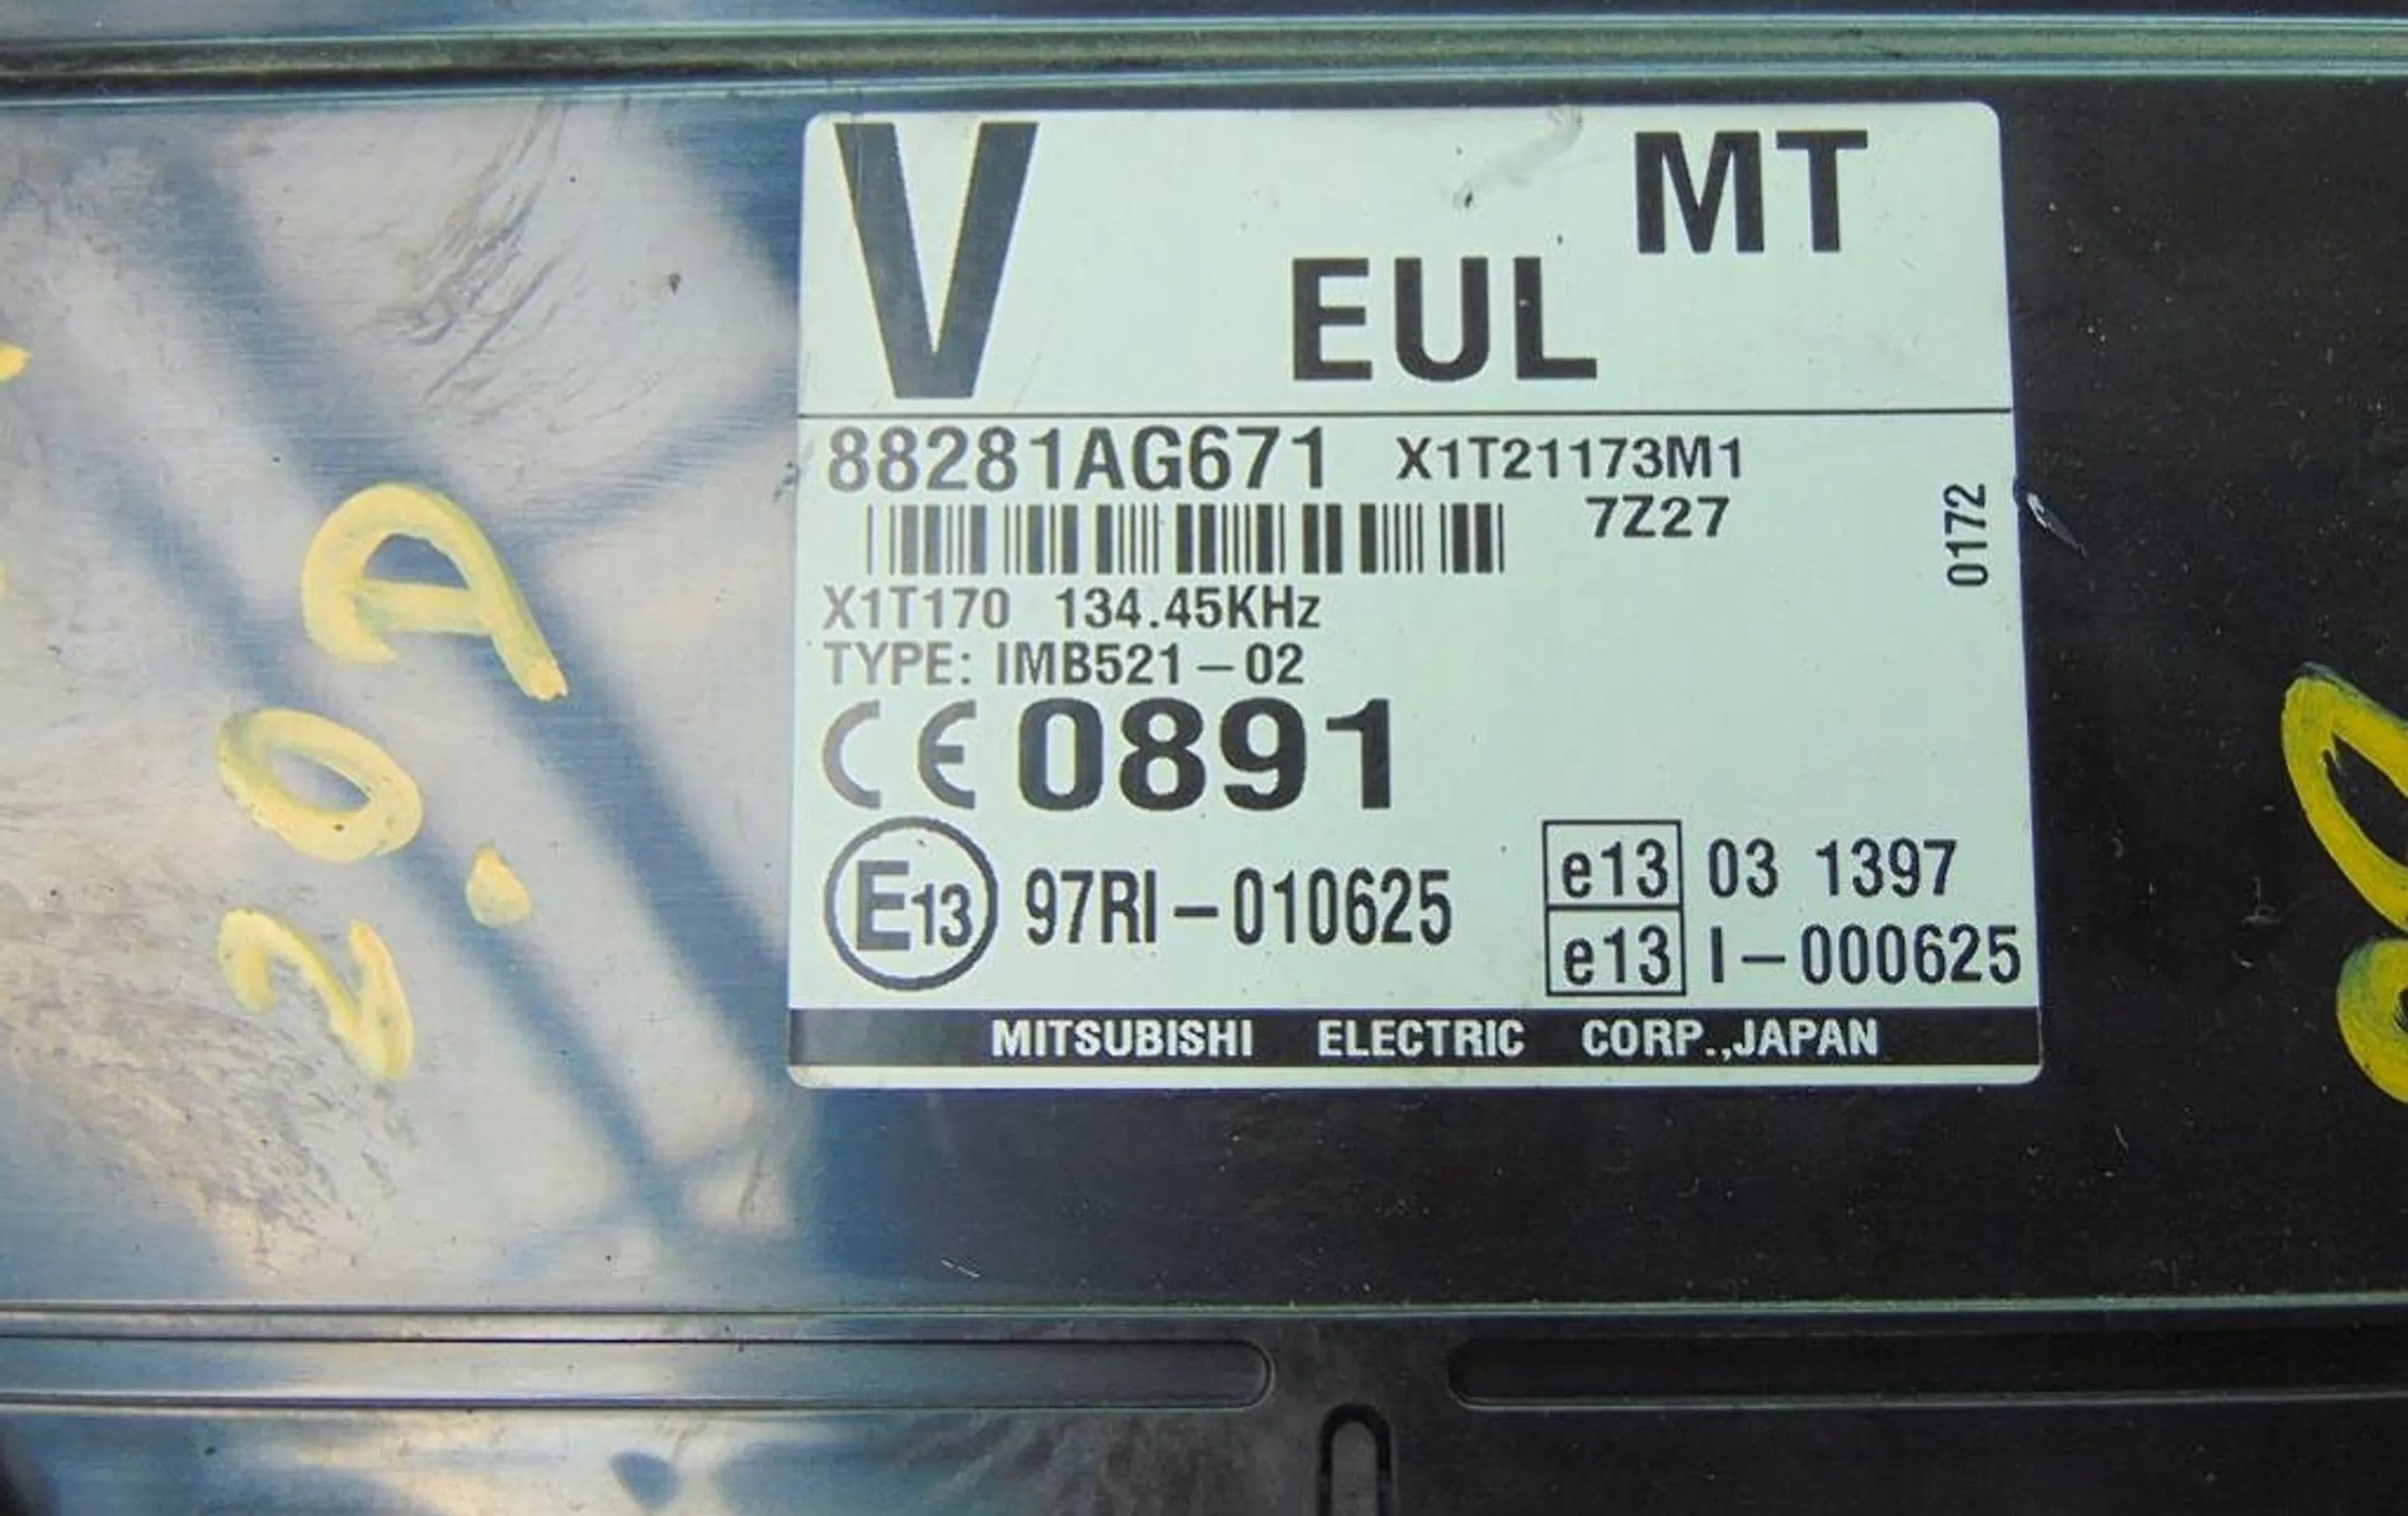 V MT
EUL
88281AG671 X1T21173M1
7Z27
0172
X1T170 134.45KHz
TYPE: IMB521-02
CE 0891
E13 97RI-010625
e13 03 1397
e13 I-000625
MITSUBISHI ELECTRIC CORP.,JAPAN
2.0A